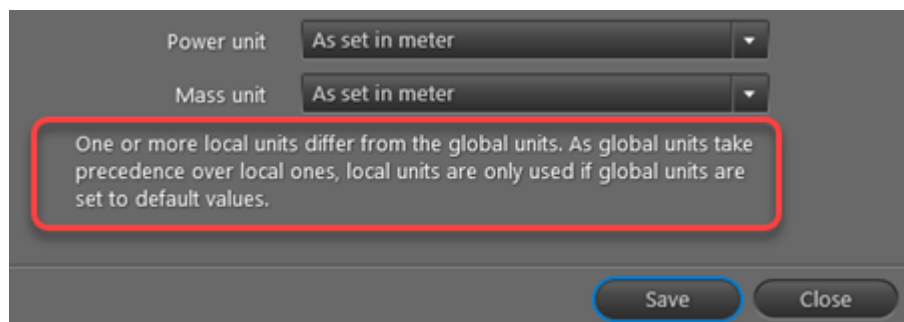 Power unit As set in meter
Mass unit As set in meter
One or more local units differ from the global units. As global units take
precedence over local ones, local units are only used if global units are
set to default values.
Save Close